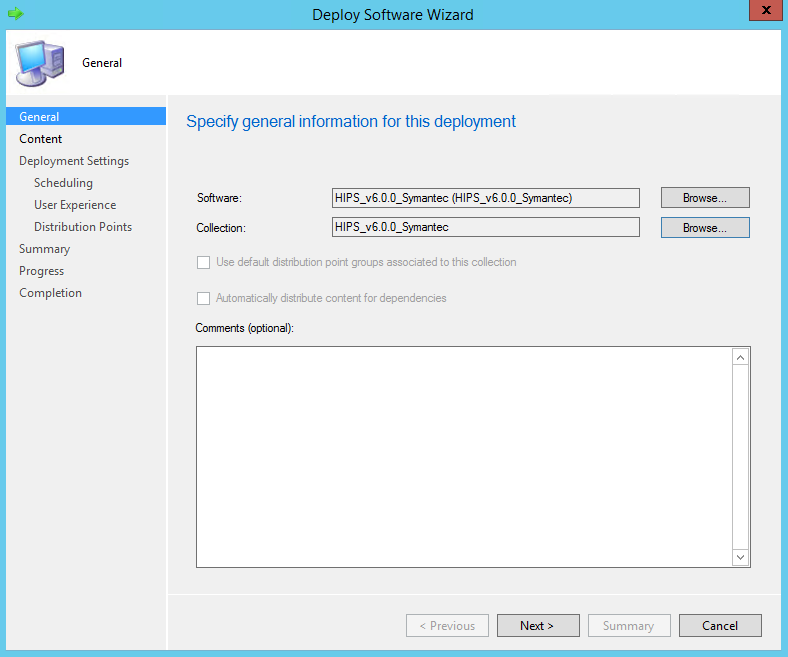 Deploy Software Wizard
General
General
Content
Deployment Settings
Scheduling
User Experience
Distribution Points
Summary
Progress
Completion
Specify general information for this deployment
Software: HIPS_v6.0.0_Symantec (HIPS_v6.0.0_Symantec) Browse...
Collection: HIPS_v6.0.0_Symantec Browse...
Use default distribution point groups associated to this collection
Automatically distribute content for dependencies
Comments (optional):
< Previous Next > Summary Cancel